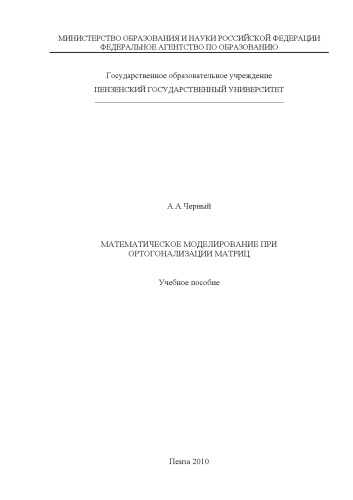 МИНИСТЕРСТВО ОБРАЗОВАНИЯ И НАУКИ РОССИЙСКОЙ ФЕДЕРАЦИИ
ФЕДЕРАЛЬНОЕ АГЕНТСТВО ПО ОБРАЗОВАНИЮ
Государственное образовательное учреждение
ПЕНЗЕНСКИЙ ГОСУДАРСТВЕННЫЙ УНИВЕРСИТЕТ
А.А.Черный
МАТЕМАТИЧЕСКОЕ МОДЕЛИРОВАНИЕ ПРИ
ОРТОГОНАЛИЗАЦИИ МАТРИЦ
Учебное пособие
Пенза 2010